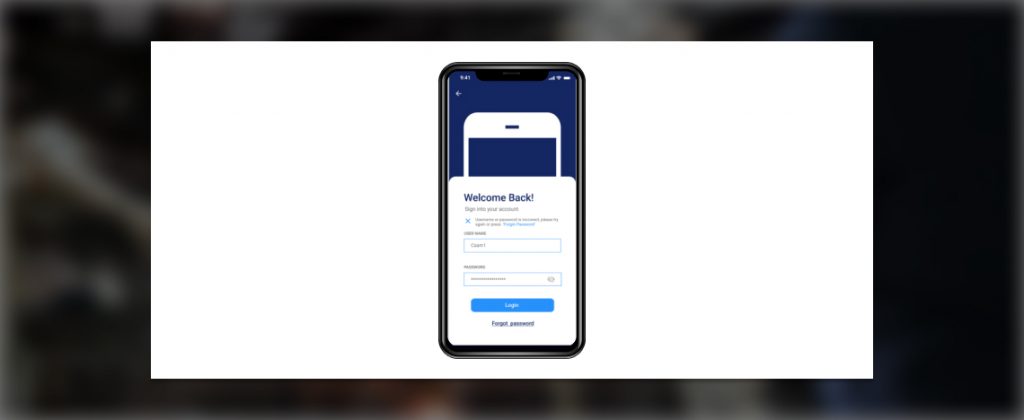 9:41
Welcome Back!
Sign into your account
Username or password is incorrect, please try
again or press "Forgot Password"
USER NAME
PASSWORD
Login
Forgot password